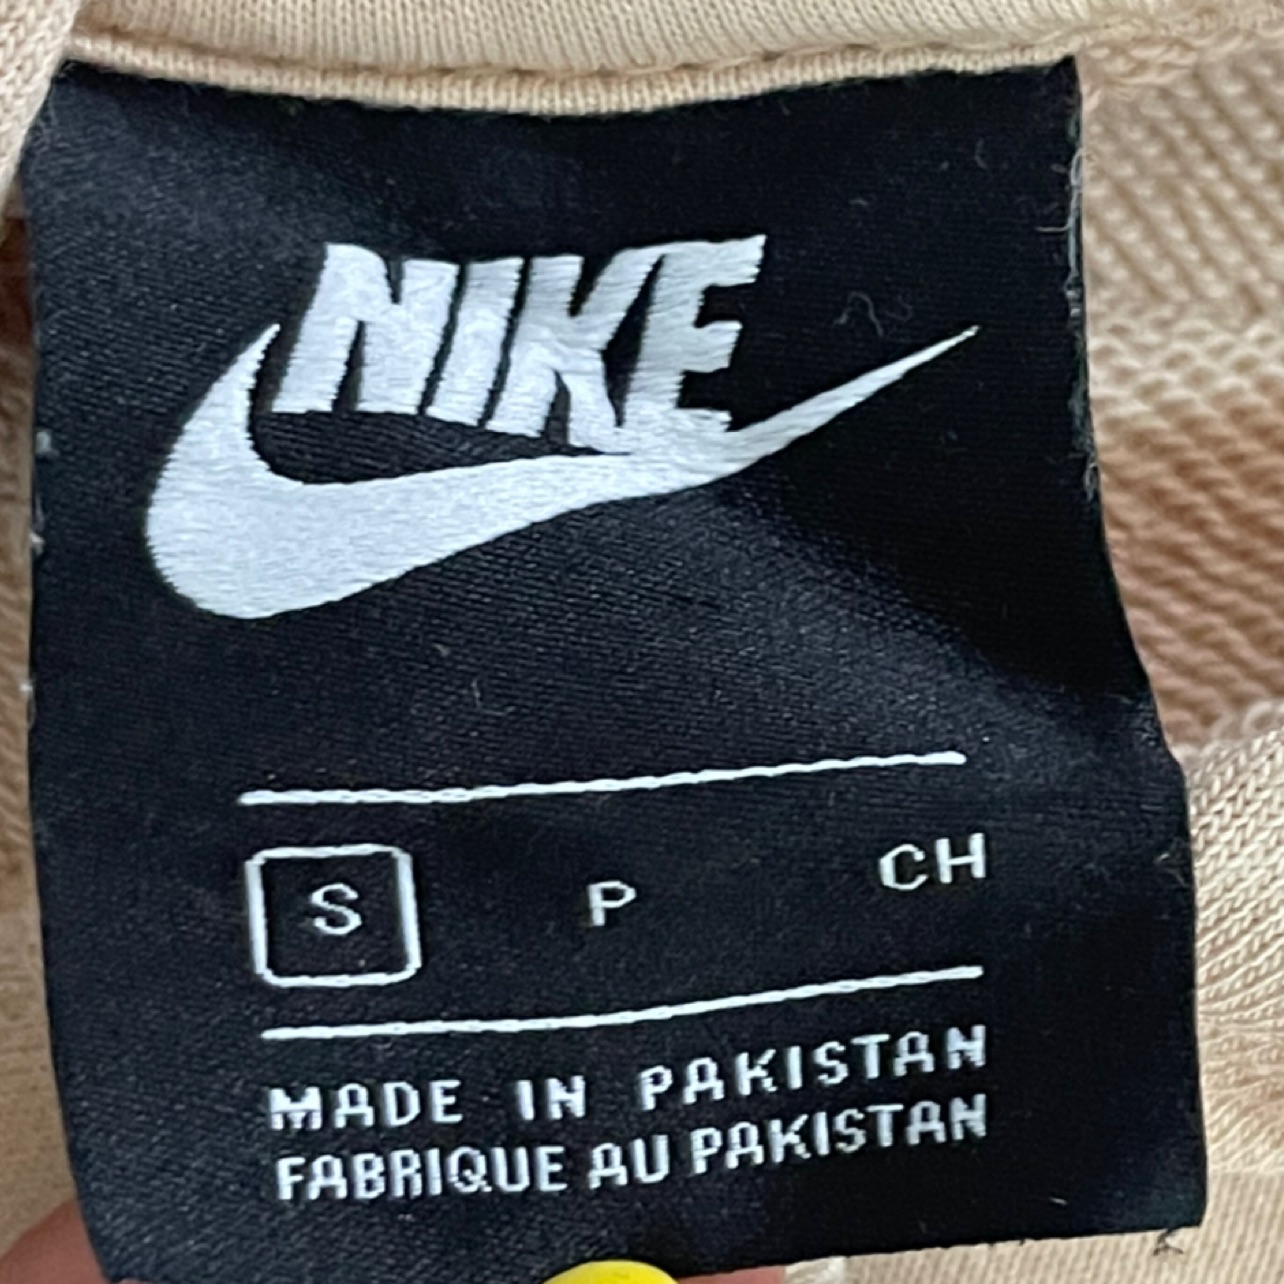 NIKE
S P CH
MADE IN PAKISTAN
FABRIQUE AU PAKISTAN